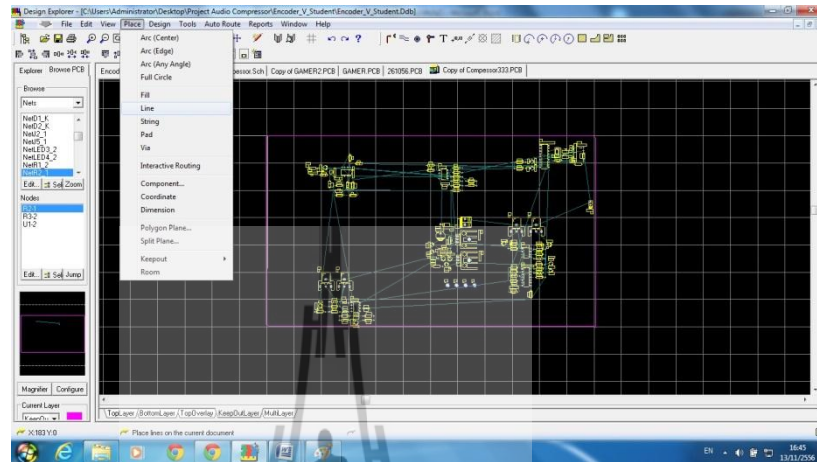 Design Explorer - [C:\Users\Administrator\Desktop\Project Audio Compressor\Encoder_V_Student\Encoder_V_Student.Ddb]
File Edit View Place Design Tools Auto Route Reports Window Help
Arc (Center)
Arc (Edge)
Arc (Any Angle)
Full Circle
Fill
Line
String
Pad
Via
Interactive Routing
Component...
Coordinate
Dimension
Polygon Plane...
Split Plane...
Keepout
Room
Explorer Browse PCB
Copy of GAMER2.PCB GAMER.PCB 261056.PCB Copy of Compessor333.PCB
Browse
Nets
NetD1_K
NetD2_K
NetU2_1
NetU5_1
NetLED3_2
NetLED4_2
NetR1_2
NetR2_1
Edit... Sel Zoom
Nodes
R2-1
R3-2
U1-2
Edit... Sel Jump
Magnifier Configure
Current Layer
TopLayer BottomLayer TopOverlay KeepOutLayer MultiLayer
X:183 Y:0 Place lines on the current document
EN 16:45
13/11/2556